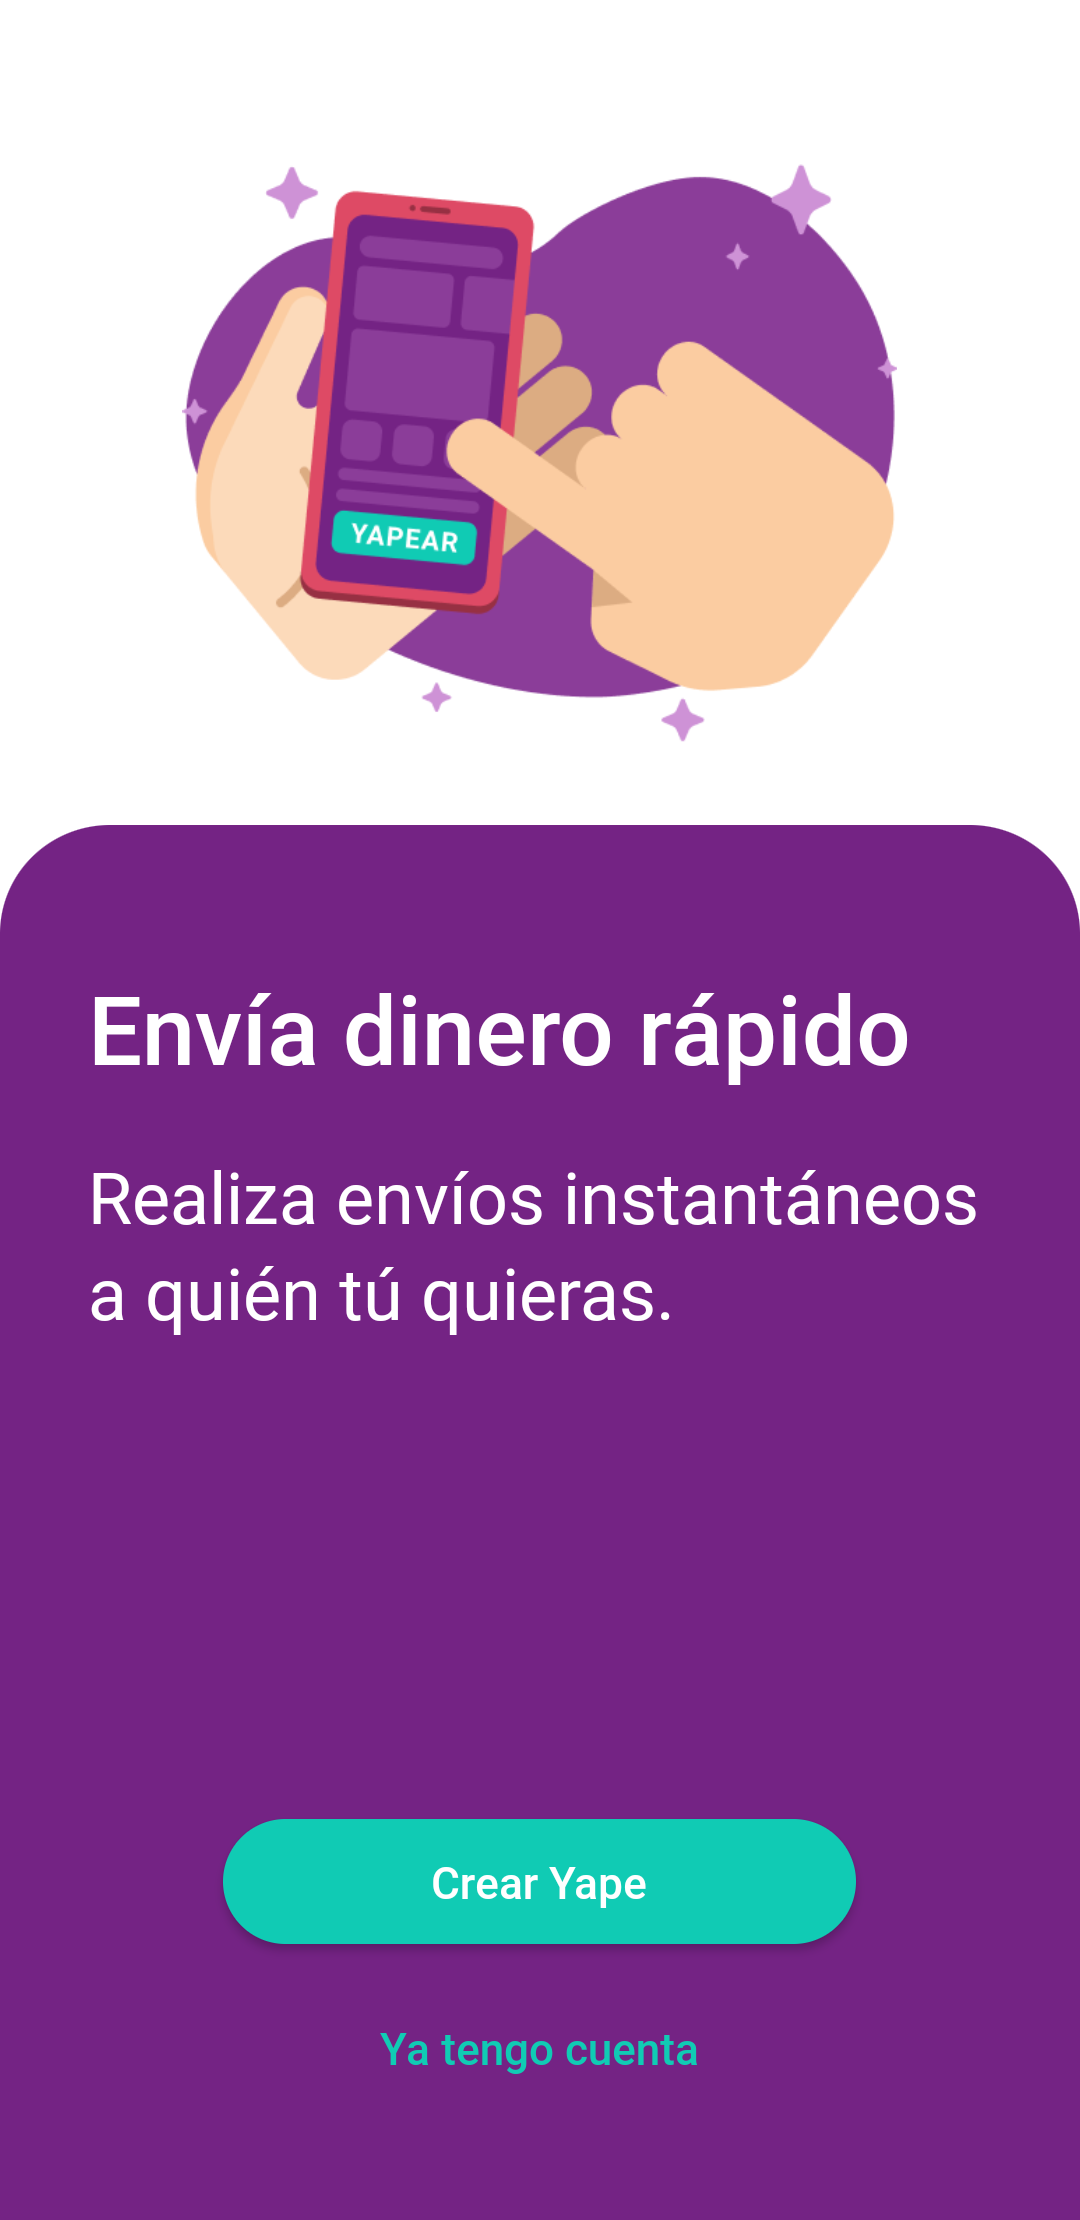 YAPEAR
Envía dinero rápido
Realiza envíos instantáneos
a quién tú quieras.
Crear Yape
Ya tengo cuenta